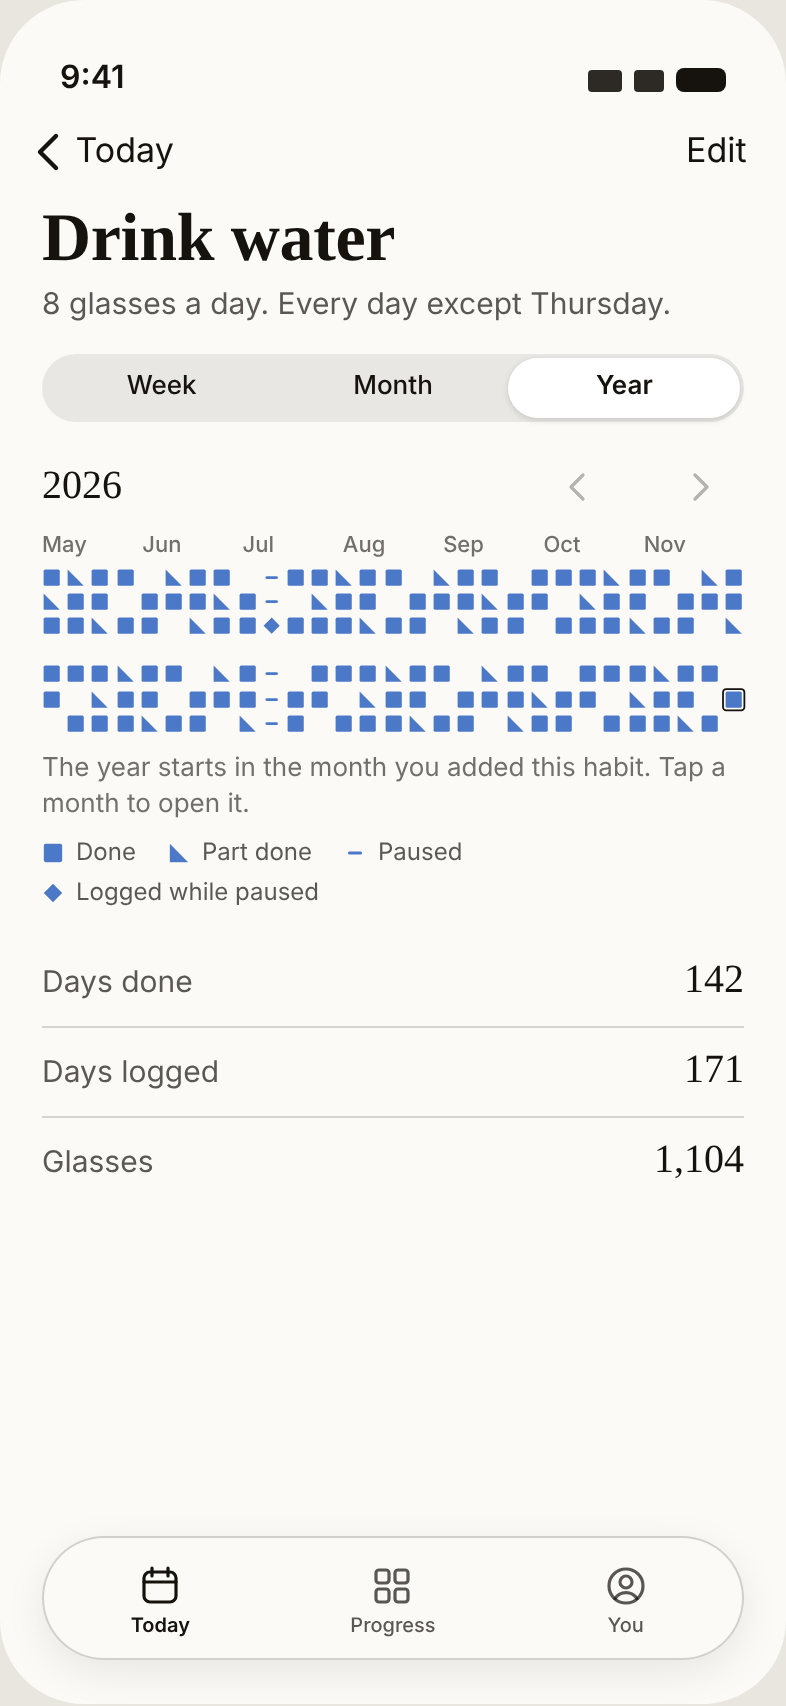 9:41
Today
Edit
Drink water
8 glasses a day. Every day except Thursday.
Week
Month
Year
2026
May
Jun
Jul
Aug
Sep
Oct
Nov
The year starts in the month you added this habit. Tap a
month to open it.
Done
Part done
Paused
Logged while paused
Days done
142
Days logged
171
Glasses
1,104
Today
Progress
You